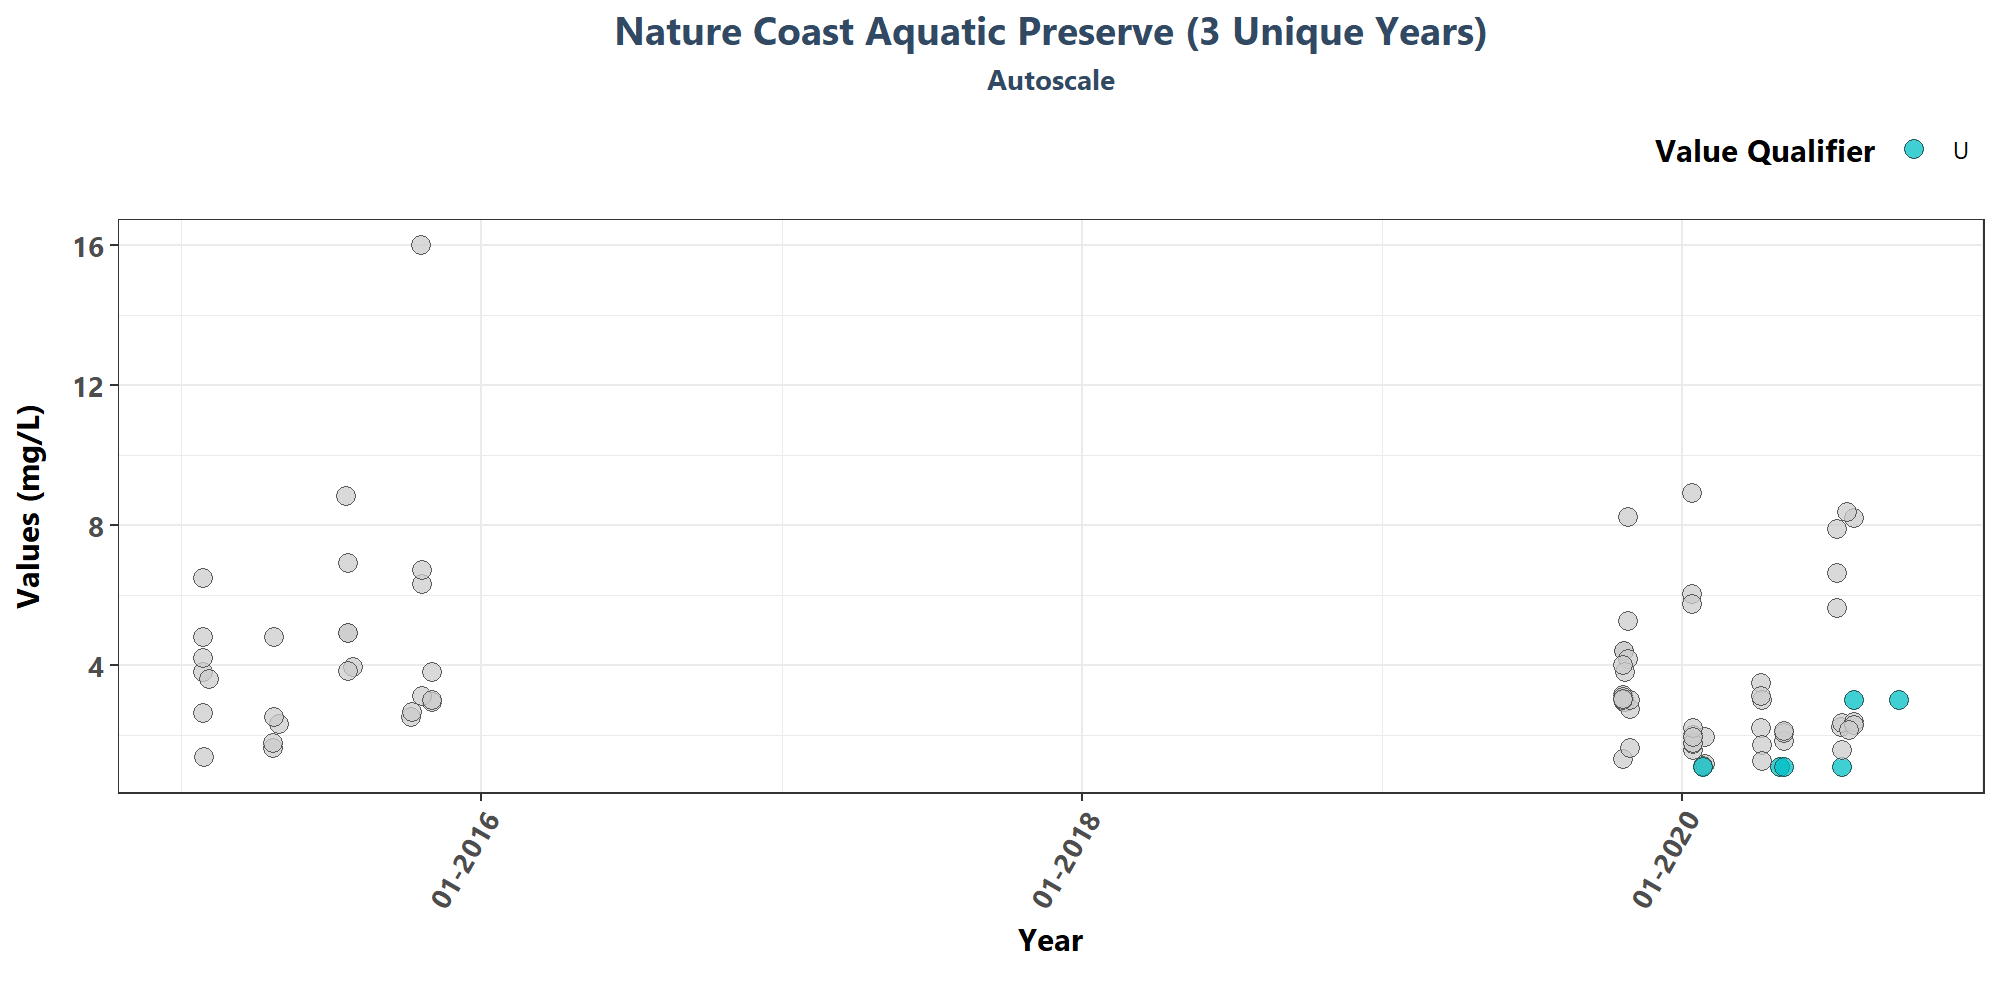 Nature Coast Aquatic Preserve (3 Unique Years)
Autoscale
Value Qualifier U
16
12
8
4
Values (mg/L)
01-2016
01-2018
01-2020
Year